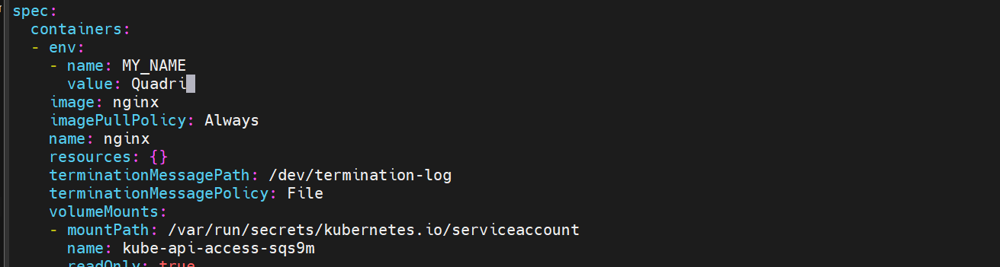 spec:
  containers:
  - env:
    - name: MY_NAME
      value: Quadri
    image: nginx
    imagePullPolicy: Always
    name: nginx
    resources: {}
    terminationMessagePath: /dev/termination-log
    terminationMessagePolicy: File
    volumeMounts:
    - mountPath: /var/run/secrets/kubernetes.io/serviceaccount
      name: kube-api-access-sqs9m
      readOnly: true